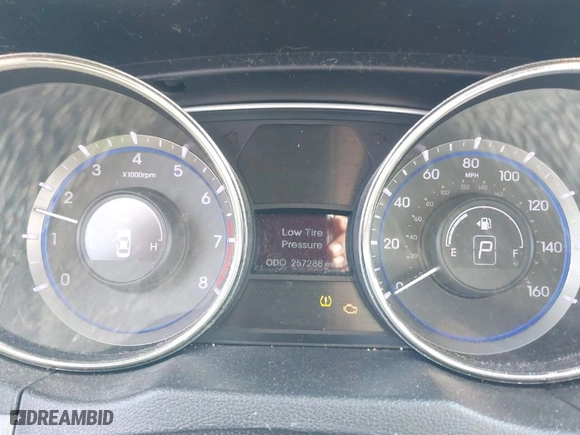 0 1 2 3 4 5 6 7 8
X1000rpm
H
Low Tire
Pressure
ODO 257288
0 20 40 60 80 100 120 140 160
MPH
E P F
DREAMBID